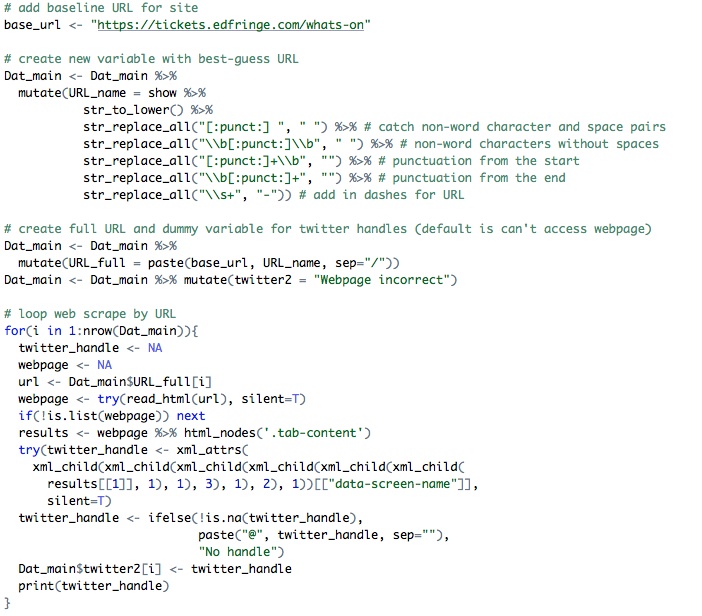 # add baseline URL for site
base_url <- "https://tickets.edfringe.com/whats-on"

# create new variable with best-guess URL
Dat_main <- Dat_main %>%
  mutate(URL_name = show %>%
           str_to_lower() %>%
           str_replace_all("[:punct:] ", " ") %>% # catch non-word character and space pairs
           str_replace_all("\\b[:punct:]\\b", " ") %>% # non-word characters without spaces
           str_replace_all("[:punct:]+\\b", "") %>% # punctuation from the start
           str_replace_all("\\b[:punct:]+", "") %>% # punctuation from the end
           str_replace_all("\\s+", "-")) # add in dashes for URL

# create full URL and dummy variable for twitter handles (default is can't access webpage)
Dat_main <- Dat_main %>%
  mutate(URL_full = paste(base_url, URL_name, sep="/"))
Dat_main <- Dat_main %>% mutate(twitter2 = "Webpage incorrect")

# loop web scrape by URL
for(i in 1:nrow(Dat_main)){
  twitter_handle <- NA
  webpage <- NA
  url <- Dat_main$URL_full[i]
  webpage <- try(read_html(url), silent=T)
  if(!is.list(webpage)) next
  results <- webpage %>% html_nodes('.tab-content')
  try(twitter_handle <- xml_attrs(
    xml_child(xml_child(xml_child(xml_child(xml_child(xml_child(
      results[[1]], 1), 1), 3), 1), 2), 1))[["data-screen-name"]],
      silent=T)
  twitter_handle <- ifelse(!is.na(twitter_handle),
                           paste("@", twitter_handle, sep=""),
                           "No handle")
  Dat_main$twitter2[i] <- twitter_handle
  print(twitter_handle)
}